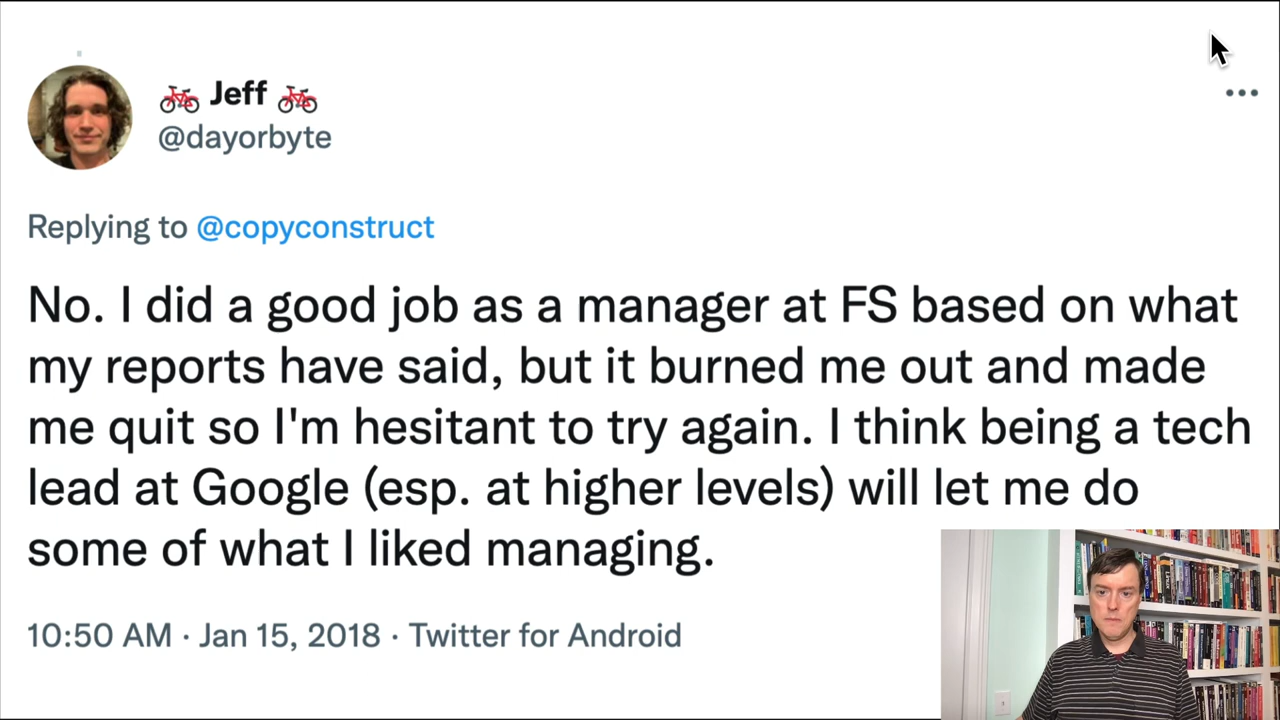 🚲 Jeff 🚲
@dayorbyte
Replying to @copyconstruct
No. I did a good job as a manager at FS based on what
my reports have said, but it burned me out and made
me quit so I'm hesitant to try again. I think being a tech
lead at Google (esp. at higher levels) will let me do
some of what I liked managing.
10:50 AM · Jan 15, 2018 · Twitter for Android